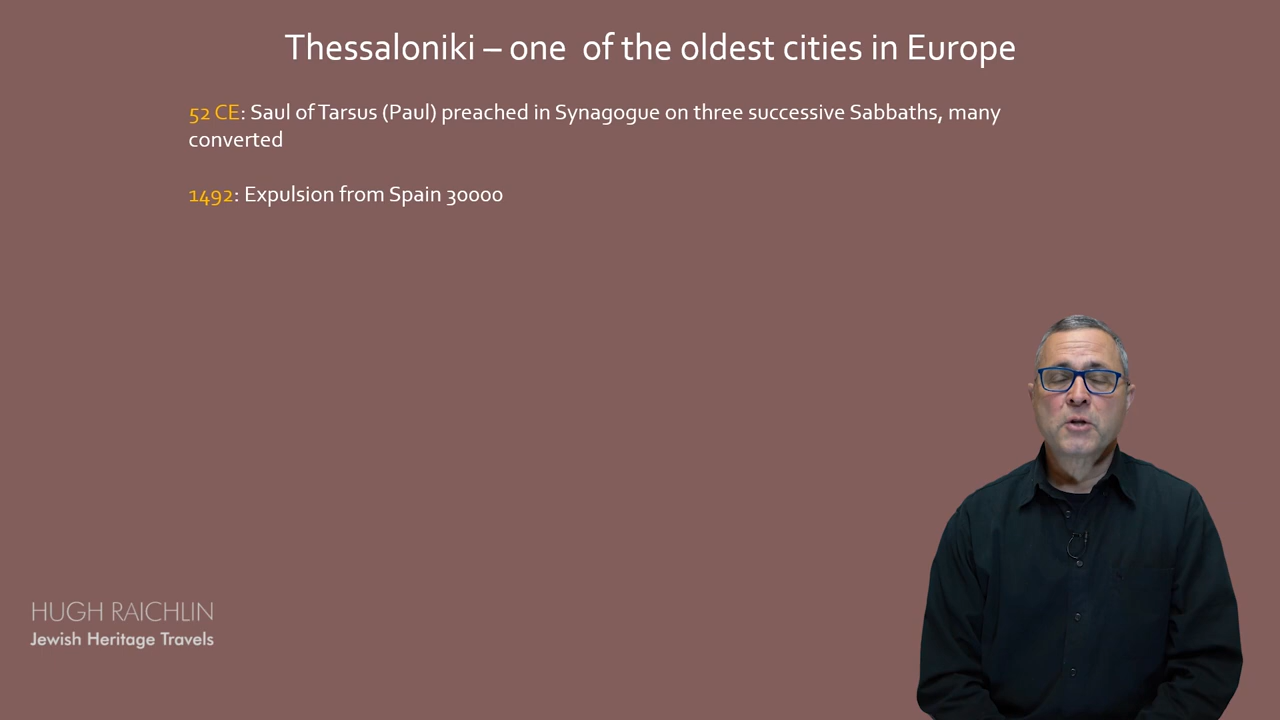 Thessaloniki – one  of the oldest cities in Europe
52 CE: Saul of Tarsus (Paul) preached in Synagogue on three successive Sabbaths, many
converted
1492: Expulsion from Spain 30000
HUGH RAICHLIN
Jewish Heritage Travels